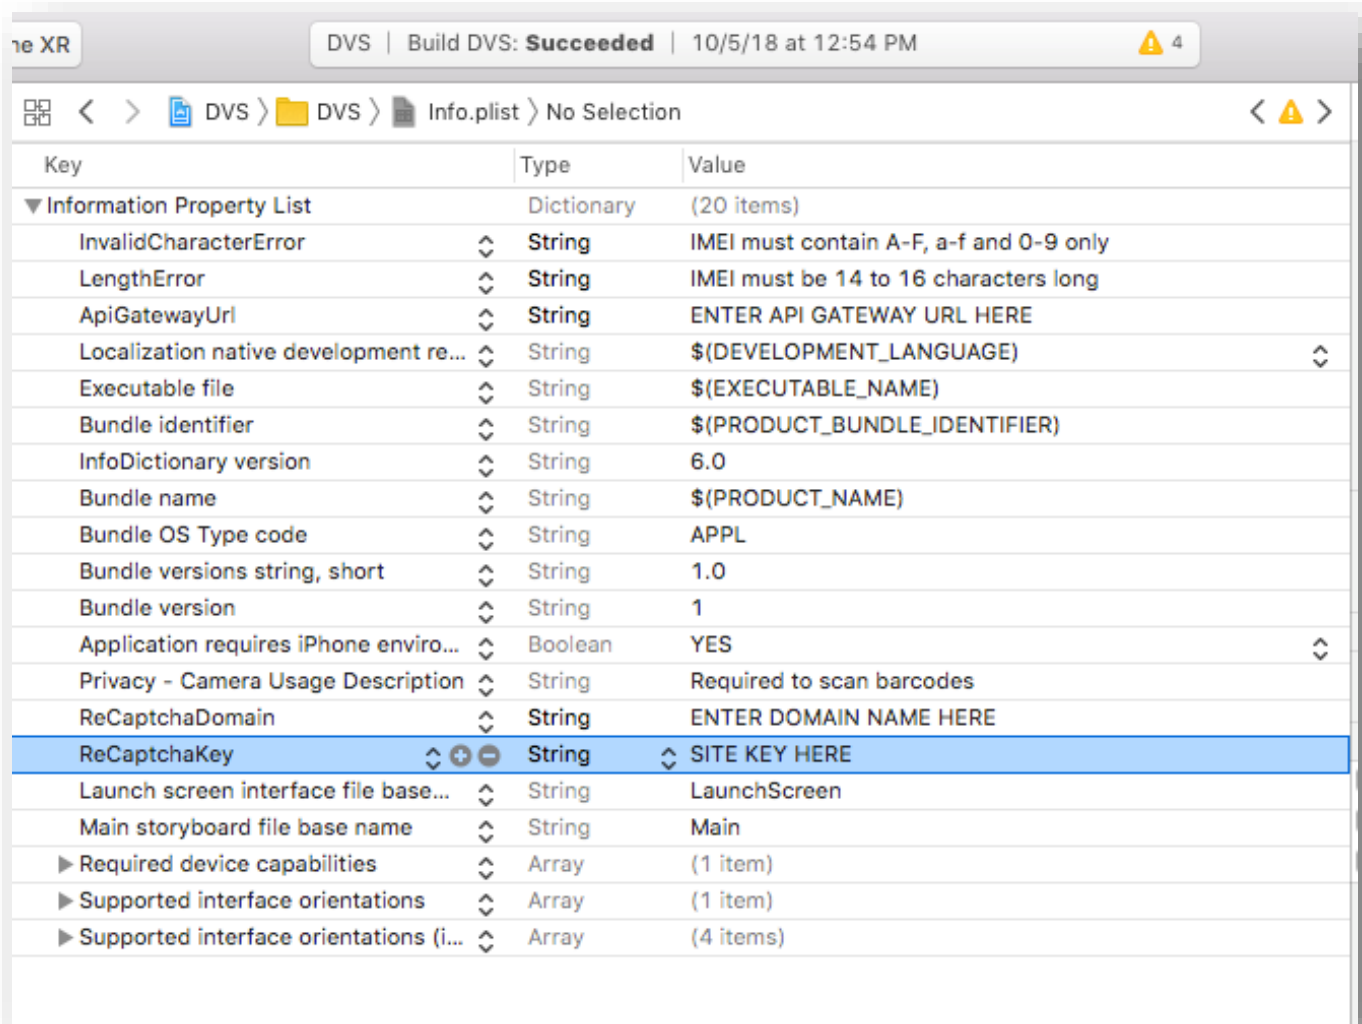 ne XR DVS | Build DVS: Succeeded | 10/5/18 at 12:54 PM 4
DVS DVS Info.plist No Selection
Key Type Value
Information Property List Dictionary (20 items)
InvalidCharacterError String IMEI must contain A-F, a-f and 0-9 only
LengthError String IMEI must be 14 to 16 characters long
ApiGatewayUrl String ENTER API GATEWAY URL HERE
Localization native development re... String $(DEVELOPMENT_LANGUAGE)
Executable file String $(EXECUTABLE_NAME)
Bundle identifier String $(PRODUCT_BUNDLE_IDENTIFIER)
InfoDictionary version String 6.0
Bundle name String $(PRODUCT_NAME)
Bundle OS Type code String APPL
Bundle versions string, short String 1.0
Bundle version String 1
Application requires iPhone enviro... Boolean YES
Privacy - Camera Usage Description String Required to scan barcodes
ReCaptchaDomain String ENTER DOMAIN NAME HERE
ReCaptchaKey String SITE KEY HERE
Launch screen interface file base... String LaunchScreen
Main storyboard file base name String Main
Required device capabilities Array (1 item)
Supported interface orientations Array (1 item)
Supported interface orientations (i... Array (4 items)